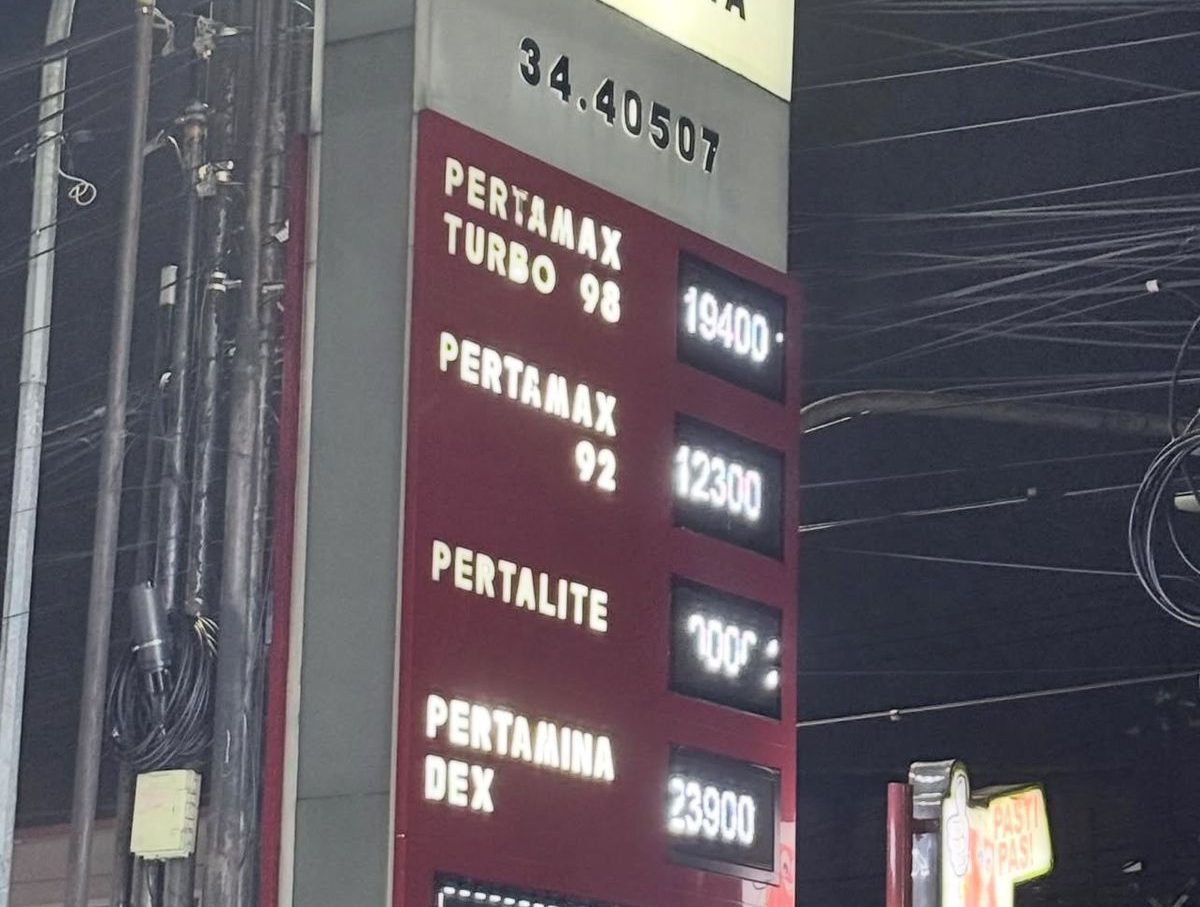 34.40507
PERTAMAX
TURBO 98
19400
PERTAMAX
92
12300
PERTALITE
PERTAMINA
DEX
23900
PASTI
PAS!